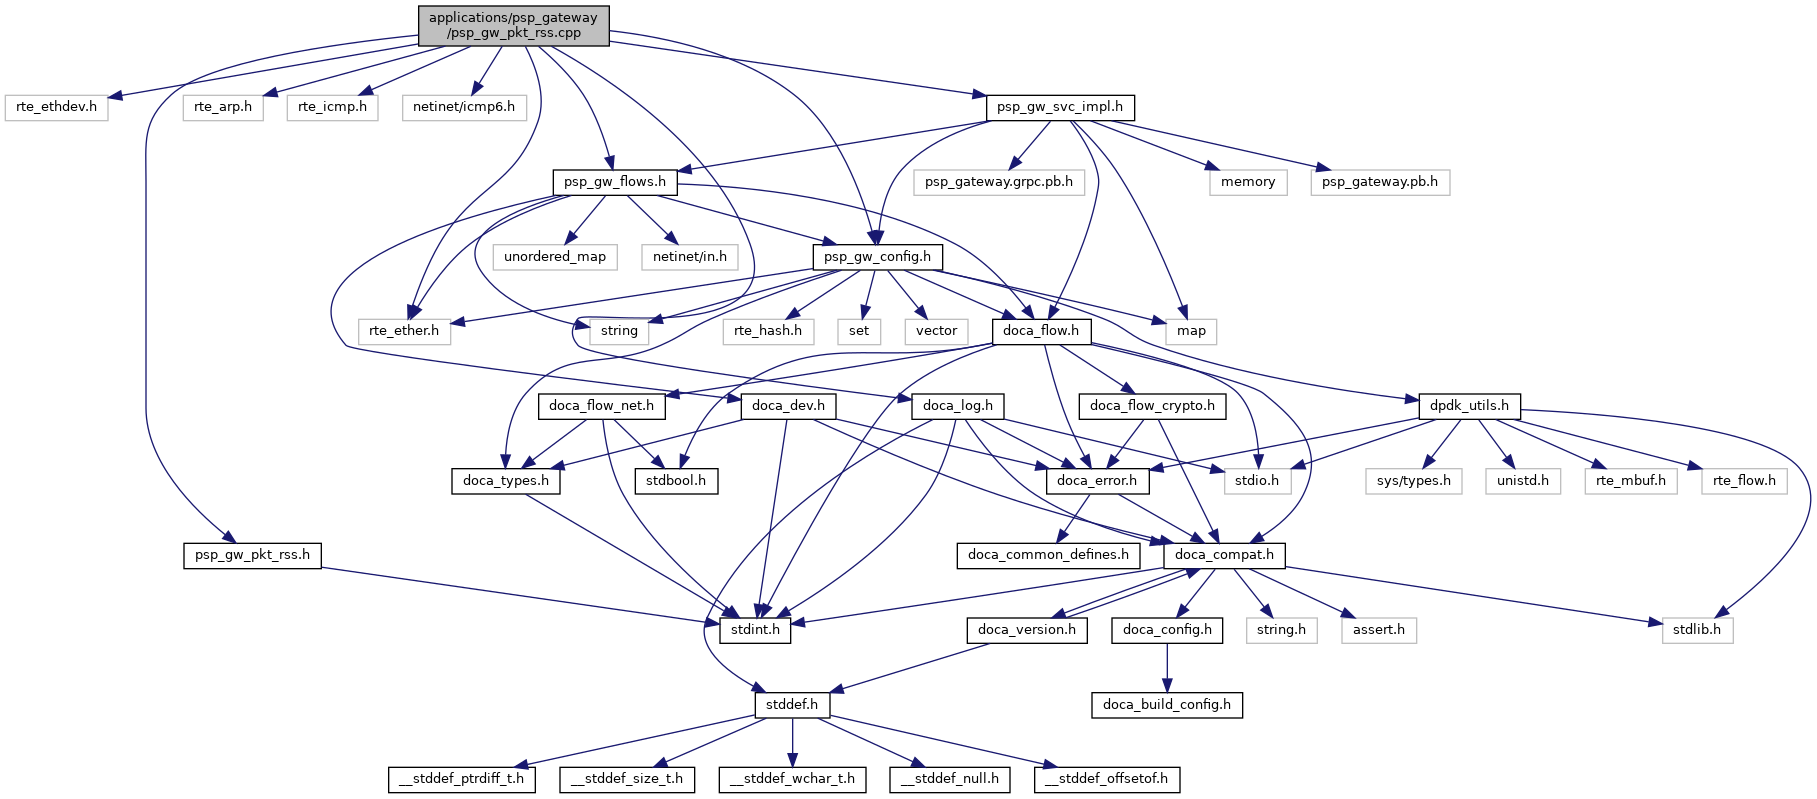 applications/psp_gateway
/psp_gw_pkt_rss.cpp
rte_ethdev.h
rte_arp.h
rte_icmp.h
netinet/icmp6.h
psp_gw_svc_impl.h
psp_gw_flows.h
psp_gateway.grpc.pb.h
memory
psp_gateway.pb.h
unordered_map
netinet/in.h
psp_gw_config.h
rte_ether.h
string
rte_hash.h
set
vector
doca_flow.h
map
doca_flow_net.h
doca_dev.h
doca_log.h
doca_flow_crypto.h
dpdk_utils.h
doca_types.h
stdbool.h
doca_error.h
stdio.h
sys/types.h
unistd.h
rte_mbuf.h
rte_flow.h
psp_gw_pkt_rss.h
doca_common_defines.h
doca_compat.h
stdint.h
doca_version.h
doca_config.h
string.h
assert.h
stdlib.h
stddef.h
doca_build_config.h
__stddef_ptrdiff_t.h
__stddef_size_t.h
__stddef_wchar_t.h
__stddef_null.h
__stddef_offsetof.h